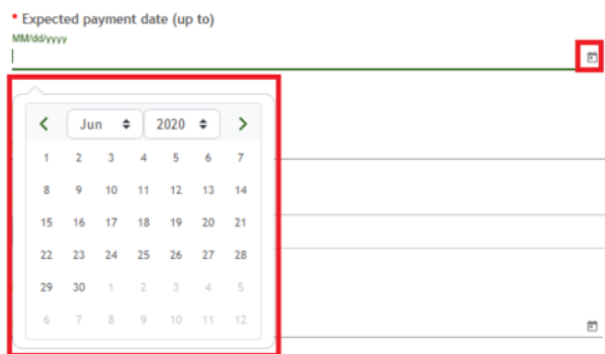 * Expected payment date (up to)
MM/dd/yyyy
Jun 2020
1 2 3 4 5 6 7
8 9 10 11 12 13 14
15 16 17 18 19 20 21
22 23 24 25 26 27 28
29 30 1 2 3 4 5
6 7 8 9 10 11 12